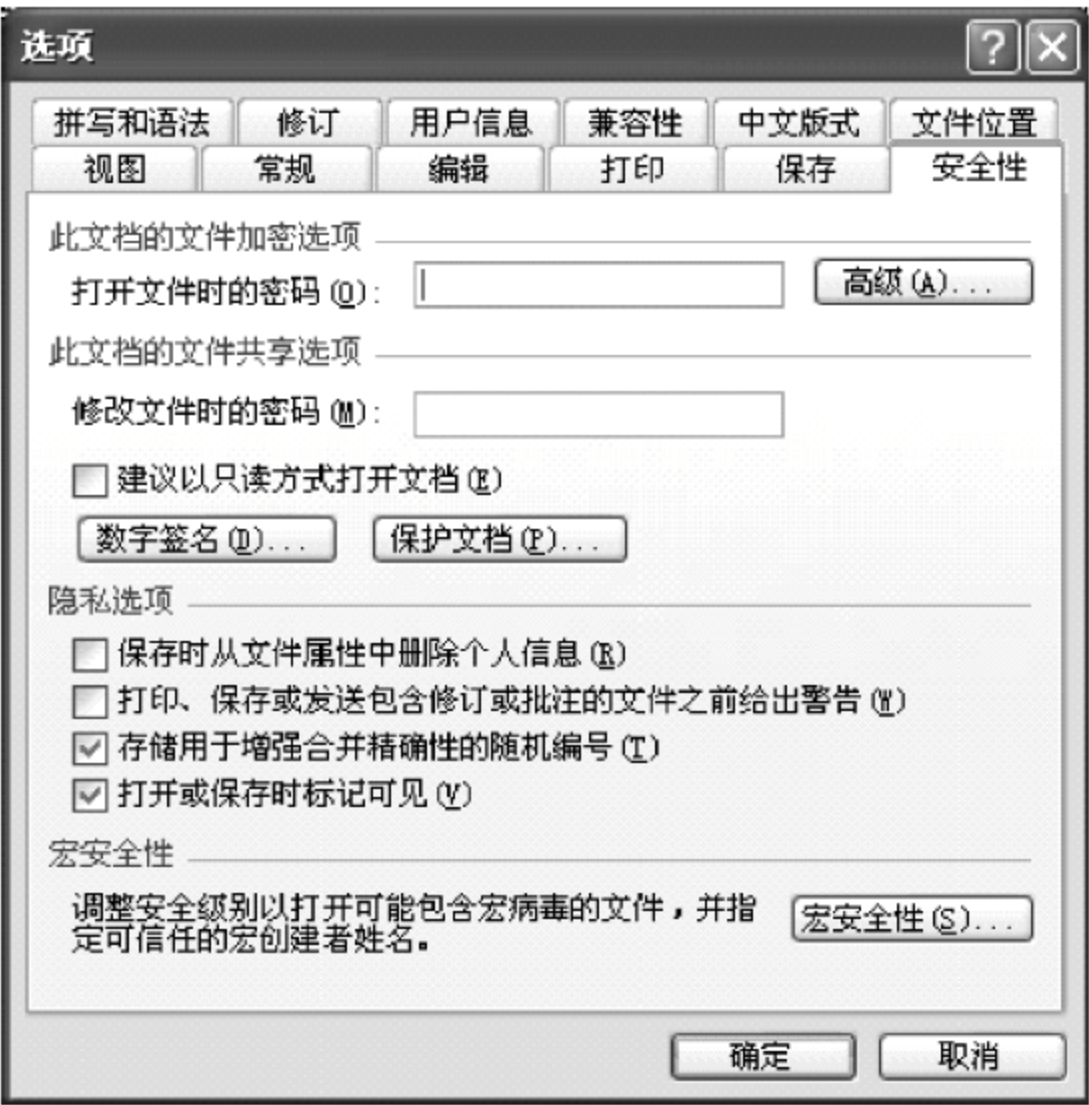 选项
拼写和语法 修订 用户信息 兼容性 中文版式 文件位置
视图 常规 编辑 打印 保存 安全性
此文档的文件加密选项
打开文件时的密码(O): 高级(A)...
此文档的文件共享选项
修改文件时的密码(M):
建议以只读方式打开文档(E)
数字签名(D)... 保护文档(P)...
隐私选项
保存时从文件属性中删除个人信息(R)
打印、保存或发送包含修订或批注的文件之前给出警告(W)
存储用于增强合并精确性的随机编号(T)
打开或保存时标记可见(V)
宏安全性
调整安全级别以打开可能包含宏病毒的文件，并指
定可信任的宏创建者姓名。 宏安全性(S)...
确定 取消